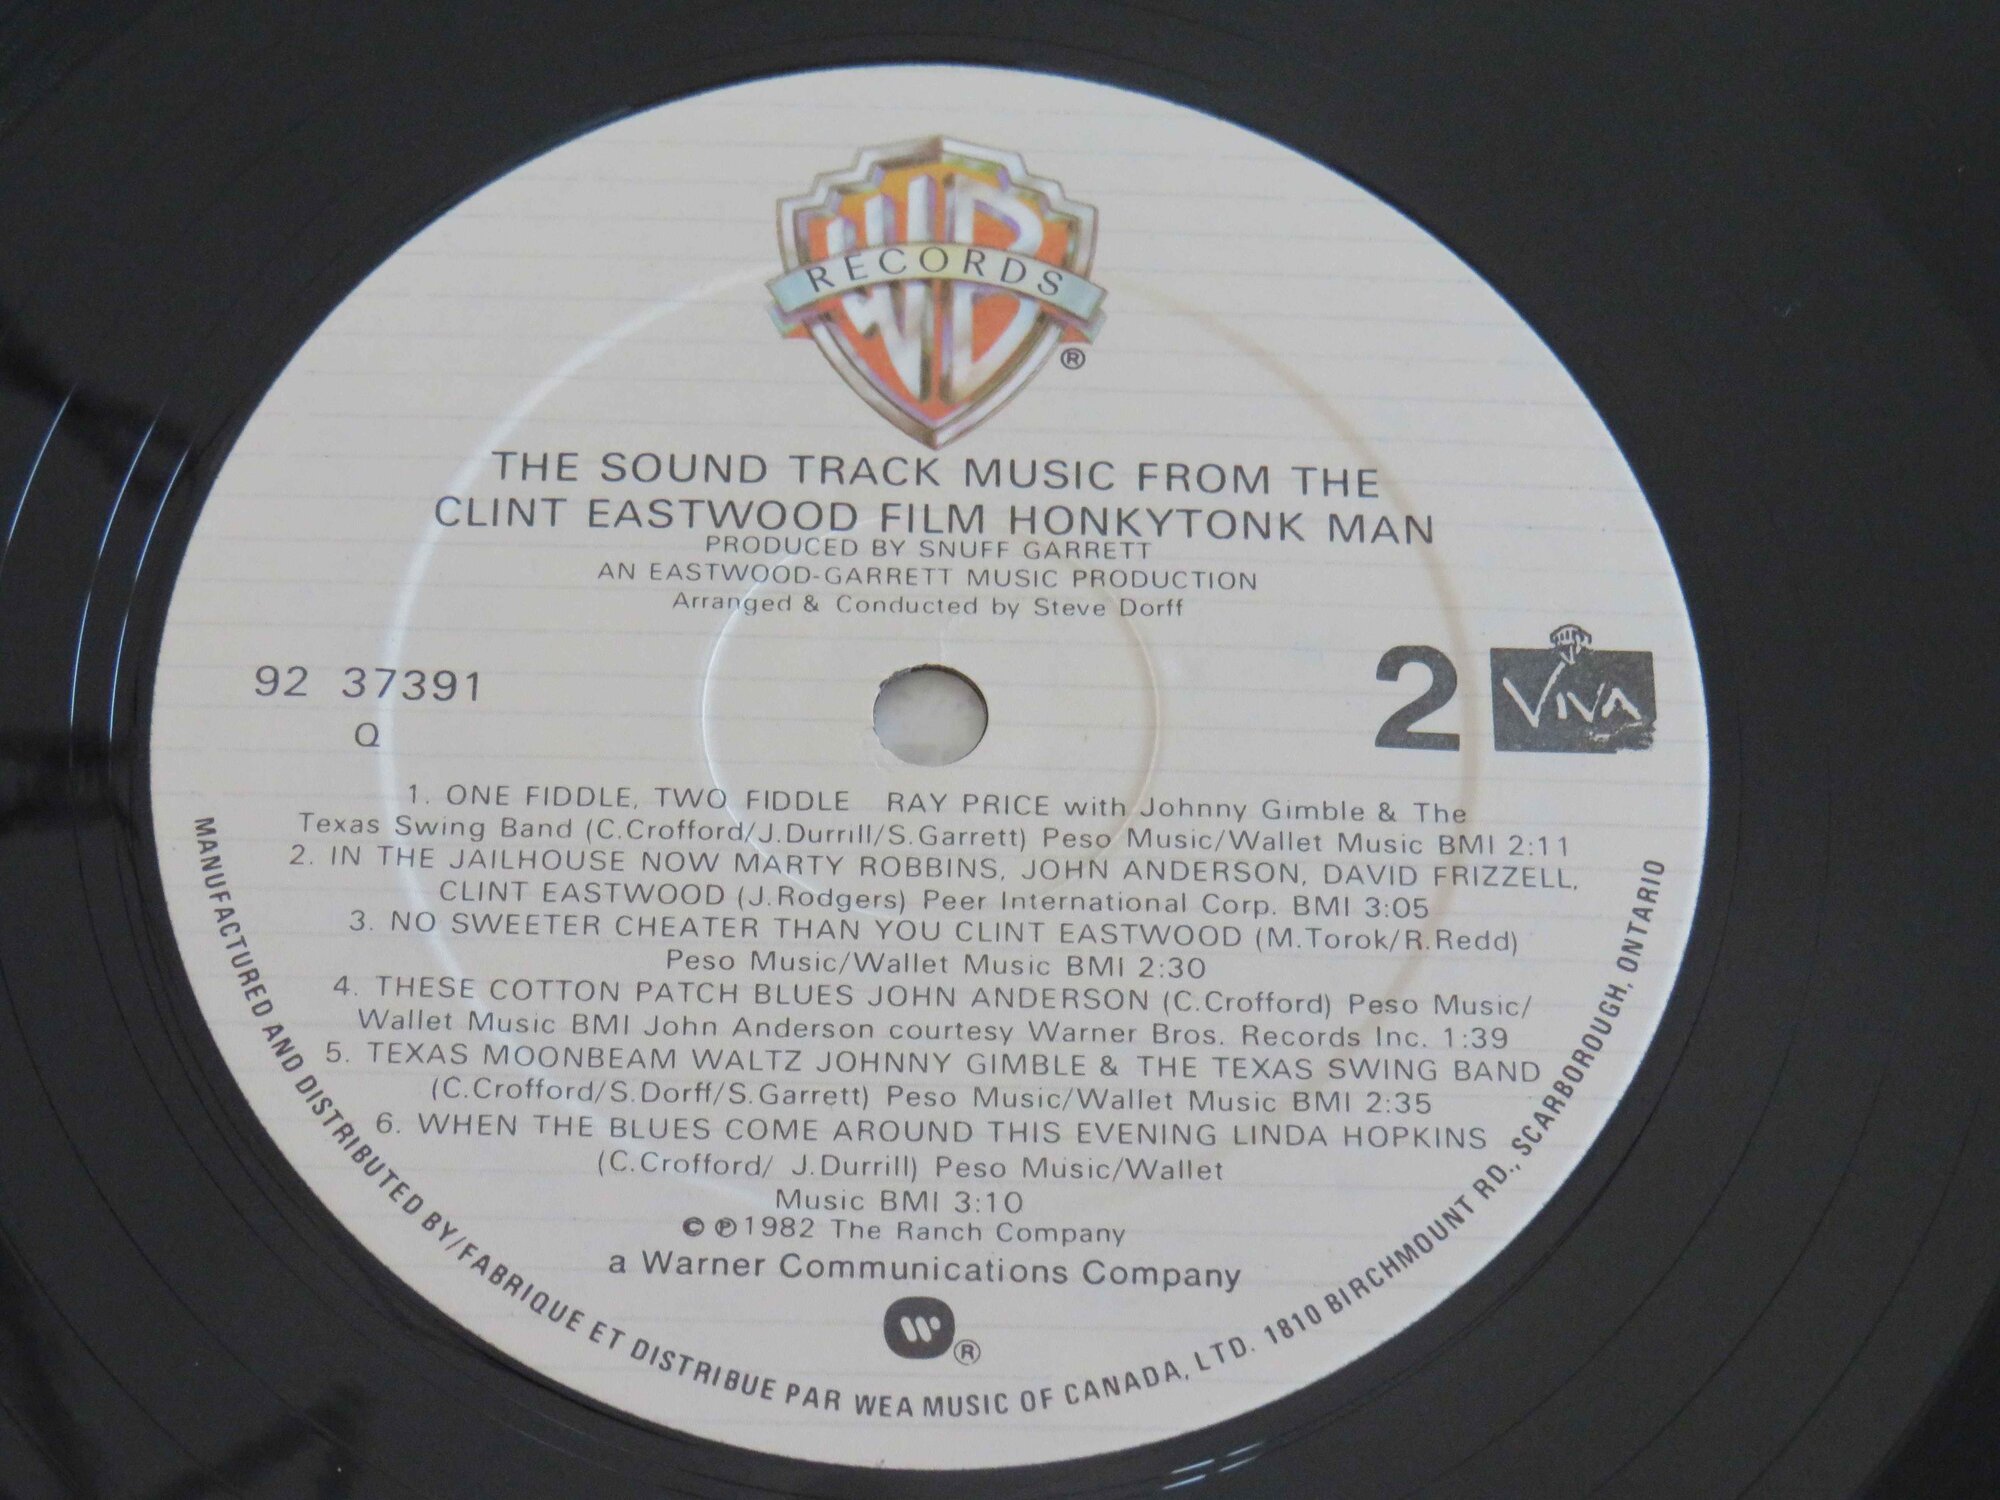 WB
RECORDS
®
THE SOUND TRACK MUSIC FROM THE
CLINT EASTWOOD FILM HONKYTONK MAN
PRODUCED BY SNUFF GARRETT
AN EASTWOOD-GARRETT MUSIC PRODUCTION
Arranged & Conducted by Steve Dorff
92 37391
Q
2
VIVA
1. ONE FIDDLE, TWO FIDDLE RAY PRICE with Johnny Gimble & The
Texas Swing Band (C.Crofford/J.Durrill/S.Garrett) Peso Music/Wallet Music BMI 2:11
2. IN THE JAILHOUSE NOW MARTY ROBBINS, JOHN ANDERSON, DAVID FRIZZELL,
CLINT EASTWOOD (J.Rodgers) Peer International Corp. BMI 3:05
3. NO SWEETER CHEATER THAN YOU CLINT EASTWOOD (M.Torok/R.Redd)
Peso Music/Wallet Music BMI 2:30
4. THESE COTTON PATCH BLUES JOHN ANDERSON (C.Crofford) Peso Music/
Wallet Music BMI John Anderson courtesy Warner Bros. Records Inc. 1:39
5. TEXAS MOONBEAM WALTZ JOHNNY GIMBLE & THE TEXAS SWING BAND
(C.Crofford/S.Dorff/S.Garrett) Peso Music/Wallet Music BMI 2:35
6. WHEN THE BLUES COME AROUND THIS EVENING LINDA HOPKINS
(C.Crofford/ J.Durrill) Peso Music/Wallet
Music BMI 3:10
© ℗ 1982 The Ranch Company
a Warner Communications Company
®
MANUFACTURED AND DISTRIBUTED BY/FABRIQUE ET DISTRIBUE PAR WEA MUSIC OF CANADA, LTD. 1810 BIRCHMOUNT RD., SCARBOROUGH, ONTARIO